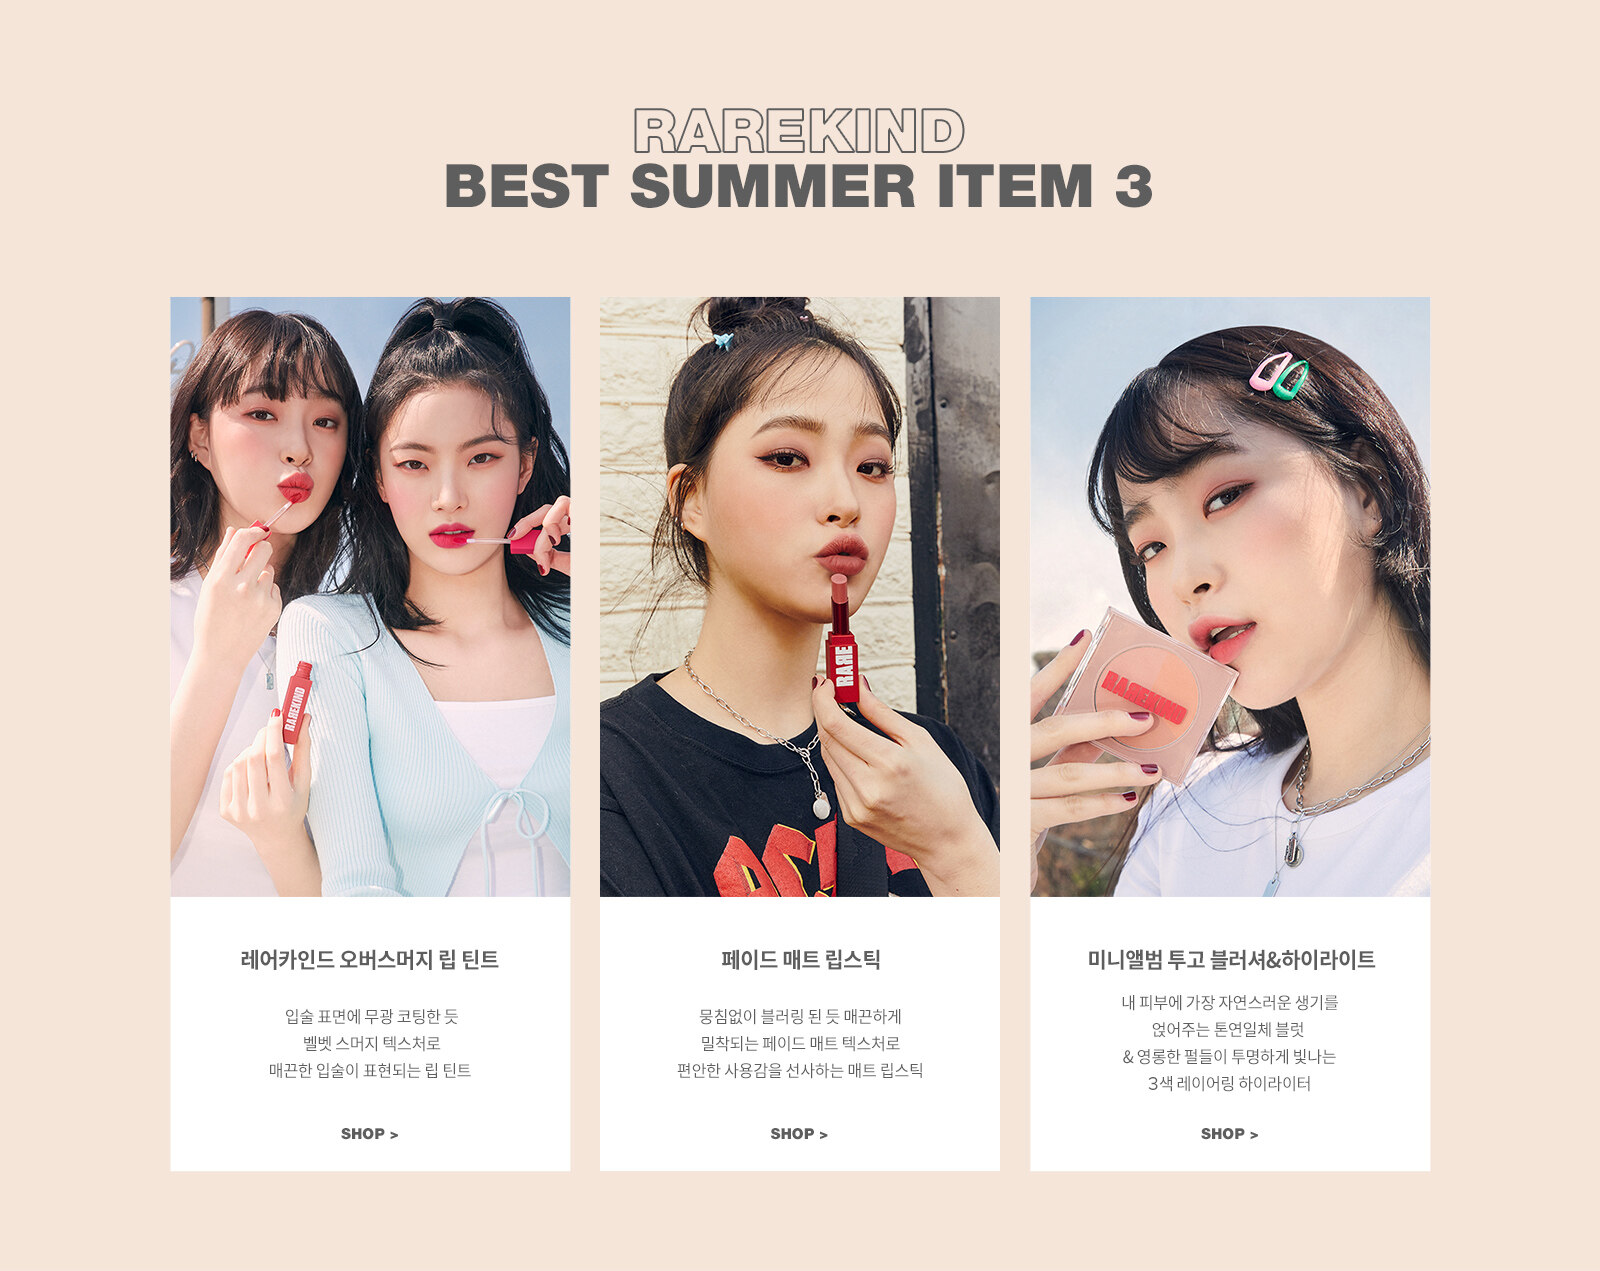 RAREKIND
BEST SUMMER ITEM 3
RAREKIND
RARE
RAREKIND
레어카인드 오버스머지 립 틴트
입술 표면에 무광 코팅한 듯
벨벳 스머지 텍스처로
매끈한 입술이 표현되는 립 틴트
SHOP >
페이드 매트 립스틱
뭉침없이 블러링 된 듯 매끈하게
밀착되는 페이드 매트 텍스처로
편안한 사용감을 선사하는 매트 립스틱
SHOP >
미니앨범 투고 블러셔&하이라이트
내 피부에 가장 자연스러운 생기를
얹어주는 톤연일체 블럿
& 영롱한 펄들이 투명하게 빛나는
3색 레이어링 하이라이터
SHOP >